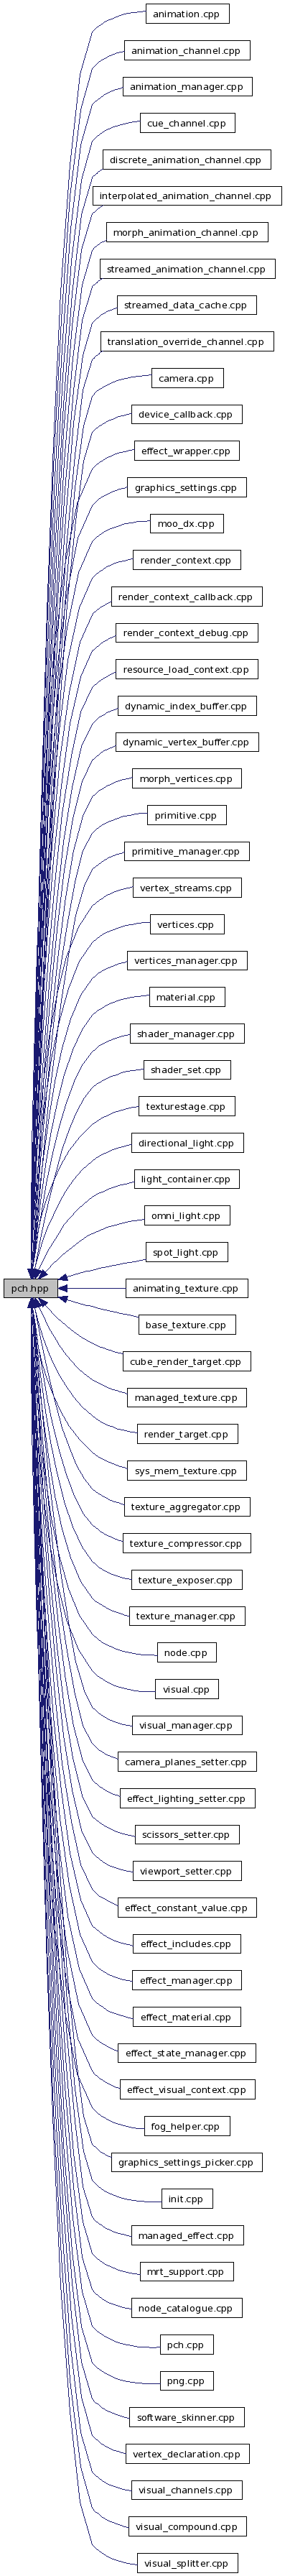 animation.cpp
animation_channel.cpp
animation_manager.cpp
cue_channel.cpp
discrete_animation_channel.cpp
interpolated_animation_channel.cpp
morph_animation_channel.cpp
streamed_animation_channel.cpp
streamed_data_cache.cpp
translation_override_channel.cpp
camera.cpp
device_callback.cpp
effect_wrapper.cpp
graphics_settings.cpp
moo_dx.cpp
render_context.cpp
render_context_callback.cpp
render_context_debug.cpp
resource_load_context.cpp
dynamic_index_buffer.cpp
dynamic_vertex_buffer.cpp
morph_vertices.cpp
primitive.cpp
primitive_manager.cpp
vertex_streams.cpp
vertices.cpp
vertices_manager.cpp
material.cpp
shader_manager.cpp
shader_set.cpp
texturestage.cpp
directional_light.cpp
light_container.cpp
omni_light.cpp
spot_light.cpp
pch.hpp
animating_texture.cpp
base_texture.cpp
cube_render_target.cpp
managed_texture.cpp
render_target.cpp
sys_mem_texture.cpp
texture_aggregator.cpp
texture_compressor.cpp
texture_exposer.cpp
texture_manager.cpp
node.cpp
visual.cpp
visual_manager.cpp
camera_planes_setter.cpp
effect_lighting_setter.cpp
scissors_setter.cpp
viewport_setter.cpp
effect_constant_value.cpp
effect_includes.cpp
effect_manager.cpp
effect_material.cpp
effect_state_manager.cpp
effect_visual_context.cpp
fog_helper.cpp
graphics_settings_picker.cpp
init.cpp
managed_effect.cpp
mrt_support.cpp
node_catalogue.cpp
pch.cpp
png.cpp
software_skinner.cpp
vertex_declaration.cpp
visual_channels.cpp
visual_compound.cpp
visual_splitter.cpp